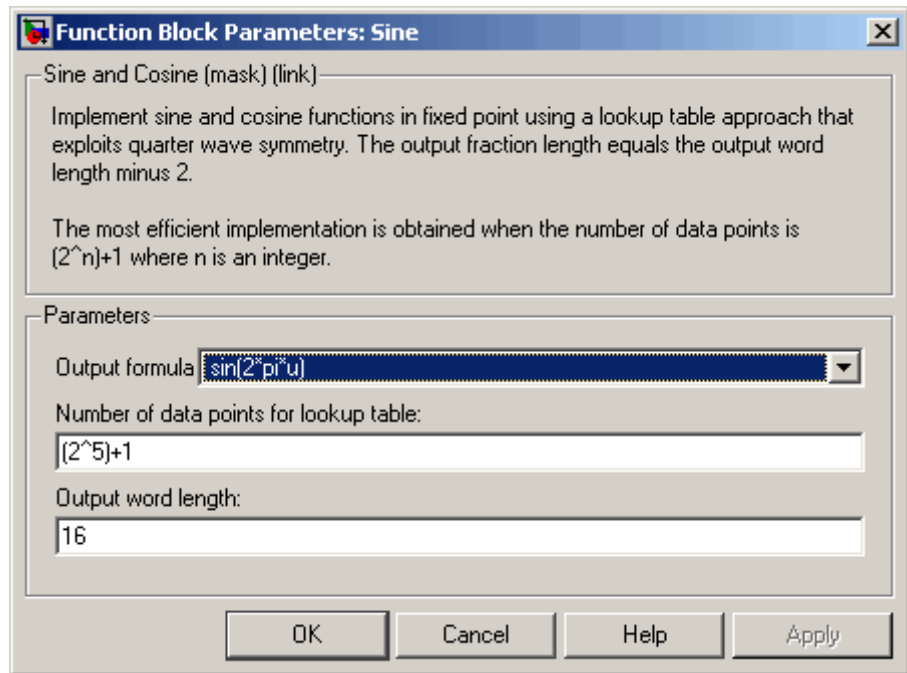 Function Block Parameters: Sine
Sine and Cosine (mask) (link)
Implement sine and cosine functions in fixed point using a lookup table approach that
exploits quarter wave symmetry. The output fraction length equals the output word
length minus 2.
The most efficient implementation is obtained when the number of data points is
(2^n)+1 where n is an integer.
Parameters
Output formula sin(2*pi*u)
Number of data points for lookup table:
(2^5)+1
Output word length:
16
OK Cancel Help Apply